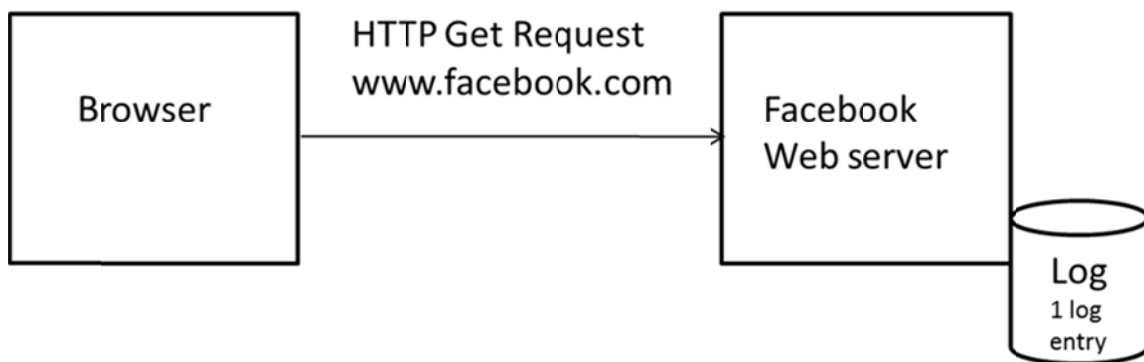 Browser
HTTP Get Request
www.facebook.com
Facebook
Web server
Log
1 log
entry